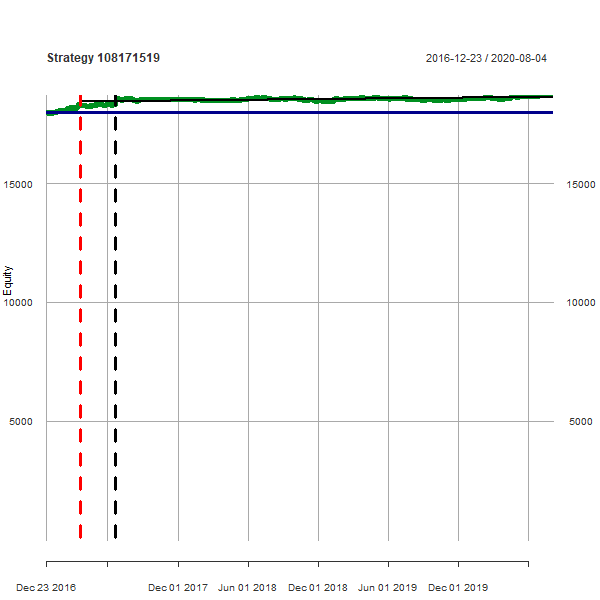 Strategy 108171519
2016-12-23 / 2020-08-04
15000
15000
Equity
10000
10000
5000
5000
Dec 23 2016
Dec 01 2017
Jun 01 2018
Dec 01 2018
Jun 01 2019
Dec 01 2019